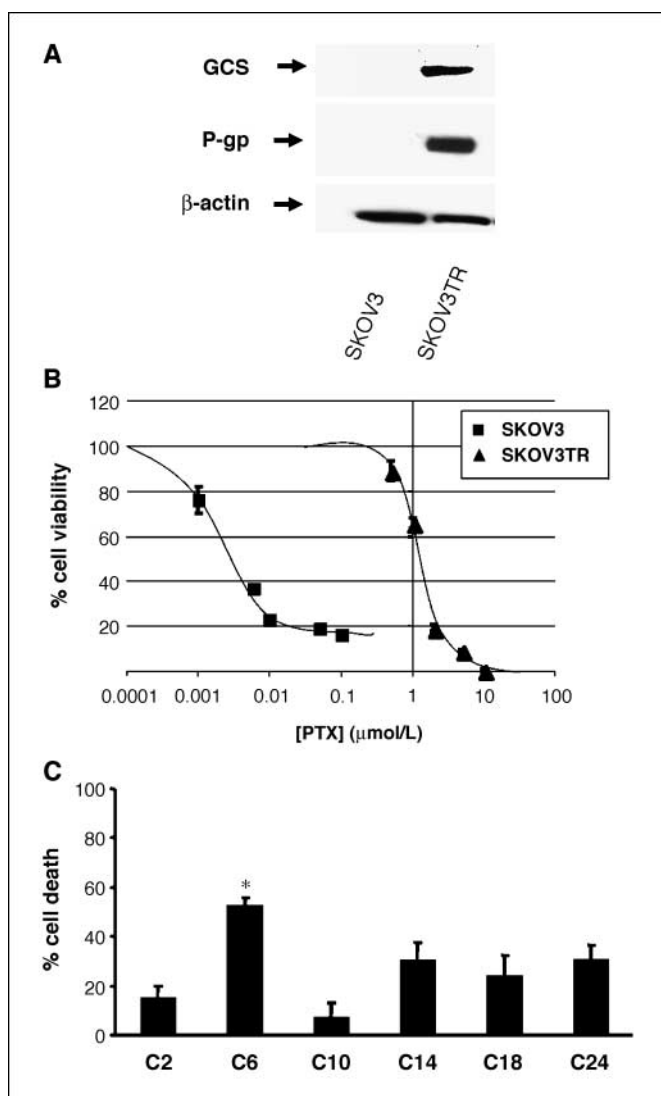 A
GCS
P-gp
β-actin
SKOV3
SKOV3TR
B
120
100
80
60
40
20
0.0001 0.001 0.01 0.1 1 10 100
% cell viability
[PTX] (μmol/L)
SKOV3
SKOV3TR
C
100
80
60
40
20
0
% cell death
*
C2 C6 C10 C14 C18 C24